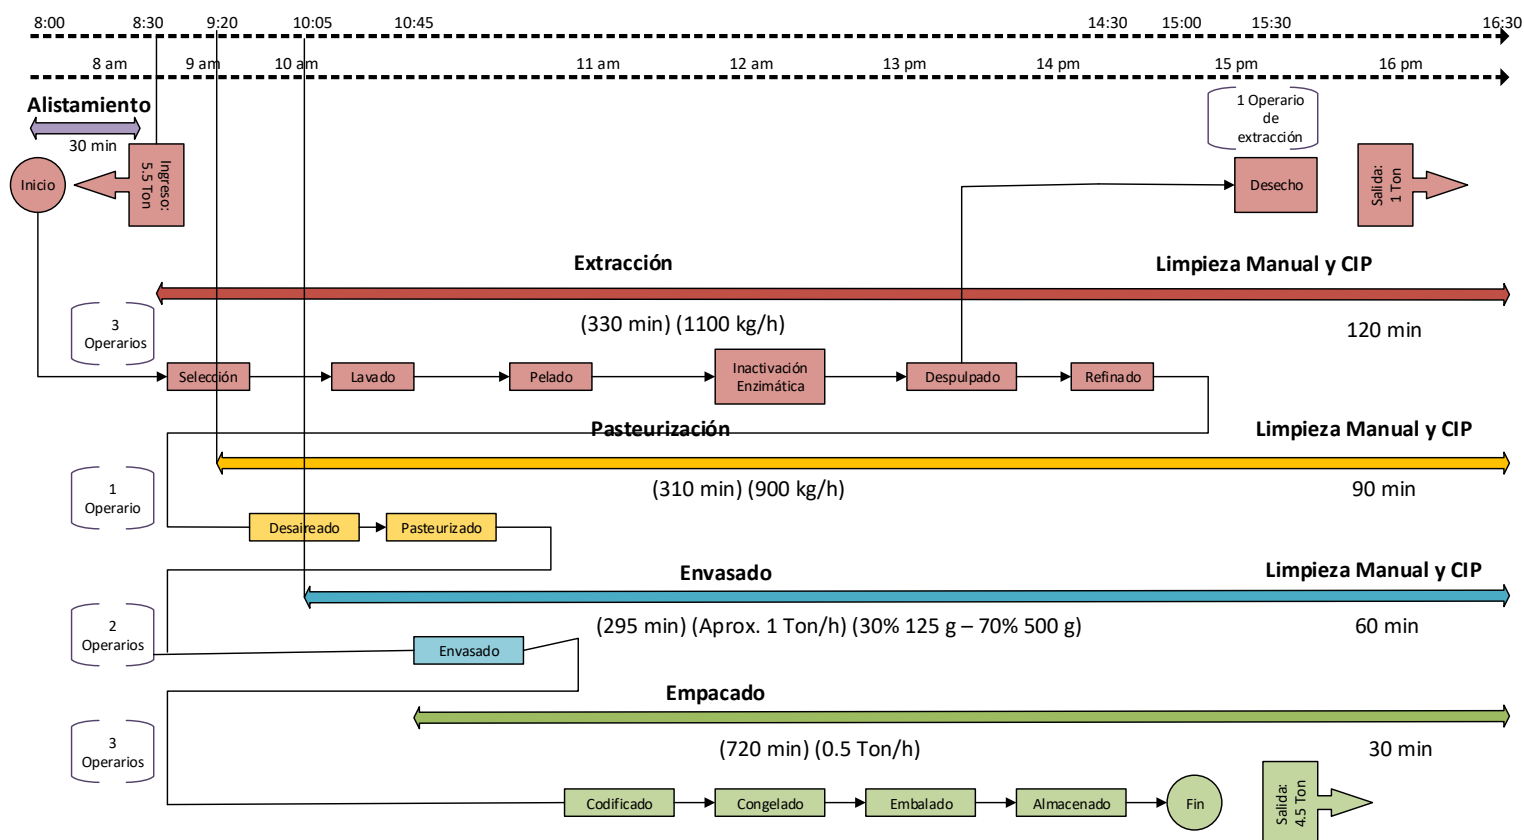 8:00 8:30 9:20 10:05 10:45 14:30 15:00 15:30 16:30
8 am 9 am 10 am 11 am 12 am 13 pm 14 pm 15 pm 16 pm
Alistamiento
30 min
Inicio
Ingreso:
5.5 Ton
1 Operario
de
extracción
Desecho
Salida:
1 Ton
Extracción
Limpieza Manual y CIP
3
Operarios
(330 min) (1100 kg/h)
120 min
Selección
Lavado
Pelado
Inactivación
Enzimática
Despulpado
Refinado
Pasteurización
Limpieza Manual y CIP
1
Operario
(310 min) (900 kg/h)
90 min
Desaireado
Pasteurizado
Envasado
Limpieza Manual y CIP
2
Operarios
(295 min) (Aprox. 1 Ton/h) (30% 125 g – 70% 500 g)
60 min
Envasado
Empacado
3
Operarios
(720 min) (0.5 Ton/h)
30 min
Codificado
Congelado
Embalado
Almacenado
Fin
Salida:
4.5 Ton